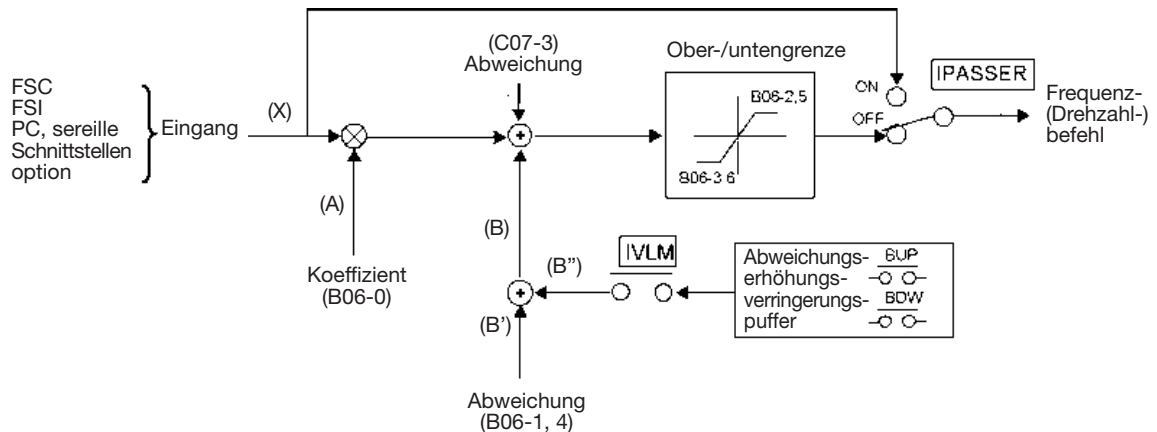 (C07-3)
Abweichung
Ober-/untengrenze
FSC
FSI
PC, sereille
Schnittstellen
option
Eingang
(X)
B06-2,5
B06-3 6
ON
OFF
IPASSER
Frequenz-
(Drehzahl-)
befehl
(A)
(B)
Koeffizient
(B06-0)
(B")
IVLM
Abweichungs-
erhöhungs-
verringerungs-
puffer
BUP
BDW
(B')
Abweichung
(B06-1, 4)